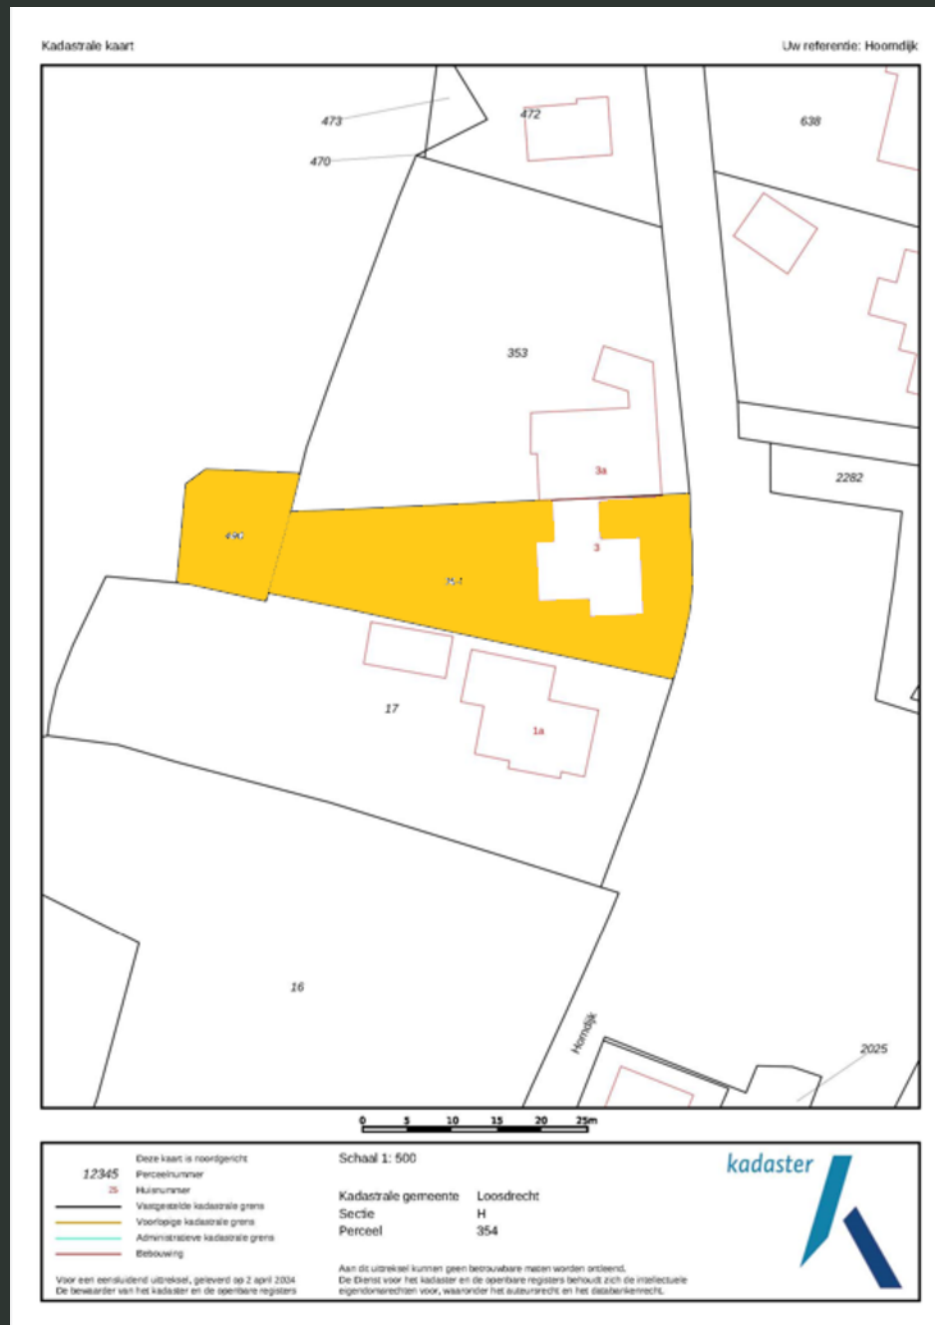 Kadastrale kaart
Uw referentie: Hoorndijk
473
472
638
470
353
3a
2282
3
17
1a
16
Horndijk
2025
0 5 10 15 20 25m
Deze kaart is noordgericht
12345 Perceelnummer
25 Huisnummer
Vastgestelde kadastrale grens
Voorlopige kadastrale grens
Administratieve kadastrale grens
Bebouwing
Voor een eensluidend uittreksel, geleverd op 2 april 2024
De bewaarder van het kadaster en de openbare registers
Schaal 1: 500
Kadastrale gemeente Loosdrecht
Sectie H
Perceel 354
Aan dit uittreksel kunnen geen betrouwbare maten worden ontleend.
De Dienst voor het kadaster en de openbare registers behoudt zich de intellectuele
eigendomsrechten voor, waaronder het auteursrecht en het databankenrecht.
kadaster